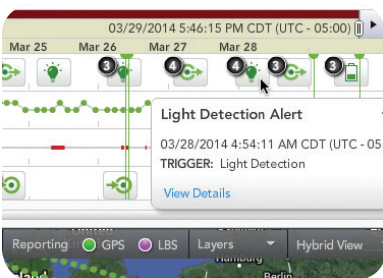 03/29/2014 5:46:15 PM CDT (UTC - 05:00)
Mar 25 Mar 26 Mar 27 Mar 28
3 4 4 3 3
Light Detection Alert
03/28/2014 4:54:11 AM CDT (UTC - 05
TRIGGER: Light Detection
View Details
Reporting GPS LBS Layers Hybrid View
Hamburg
Berlin